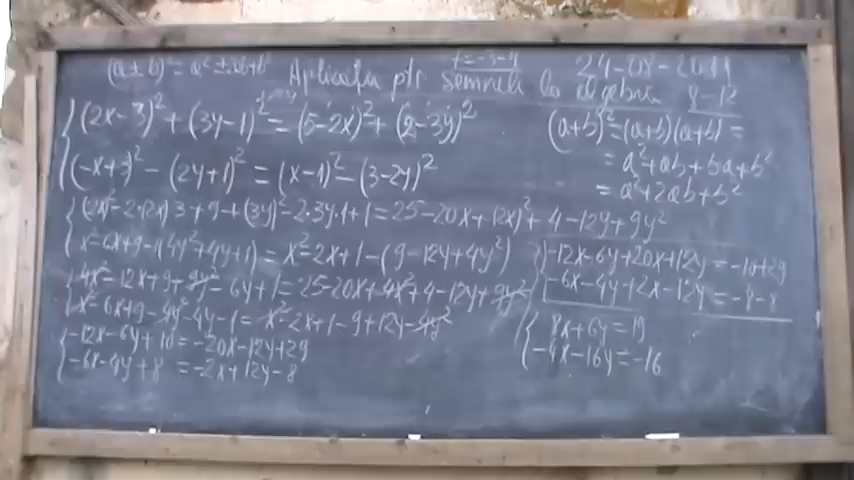 (a ± b)² = a² ± 2ab + b²
Aplicații ptr semnele la algebra
24-08-2011
8-12
(2x-3)² + (3y-1)² = (5-2x)² + (2-3y)²
(-x+3)² - (2y+1)² = (x-1)² - (3-2y)²
(a+b)² = (a+b)(a+b) =
= a² + ab + ba + b²
= a² + 2ab + b²
(2x)² - 2·(2x)·3 + 9 + (3y)² - 2·3y·1 + 1 = 25 - 20x + (2x)² + 4 - 12y + 9y²
x² - 6x + 9 - 1(4y² + 4y + 1) = x² - 2x + 1 - (9 - 12y + 4y²)
4x² - 12x + 9 + 9y² - 6y + 1 = 25 - 20x + 4x² + 4 - 12y + 9y²
x² - 6x + 9 - 4y² - 4y - 1 = x² - 2x + 1 - 9 + 12y - 4y²
-12x - 6y + 10 = -20x - 12y + 29
-6x - 4y + 8 = -2x + 12y - 8
-12x - 6y + 20x + 12y = -10 + 29
-6x - 4y + 2x - 12y = -8 - 8
8x + 6y = 19
-4x - 16y = -16